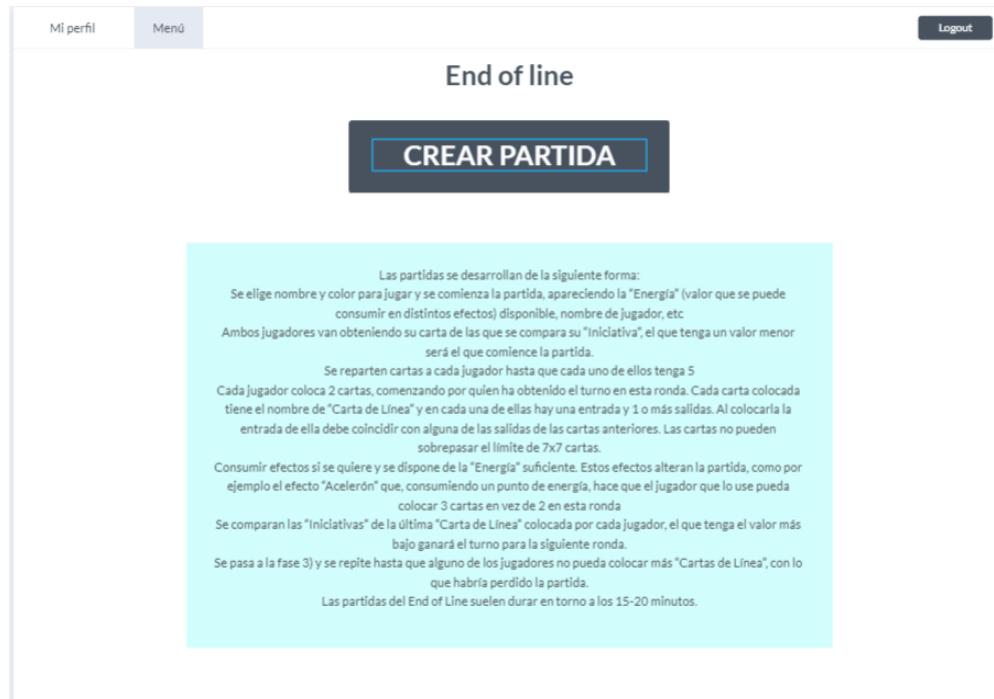 Mi perfil
Menú
Logout
End of line
CREAR PARTIDA
Las partidas se desarrollan de la siguiente forma:
Se elige nombre y color para jugar y se comienza la partida, apareciendo la "Energía" (valor que se puede
consumir en distintos efectos) disponible, nombre de jugador, etc
Ambos jugadores van obteniendo su carta de las que se compara su "Iniciativa", el que tenga un valor menor
será el que comience la partida.
Se reparten cartas a cada jugador hasta que cada uno de ellos tenga 5
Cada jugador coloca 2 cartas, comenzando por quien ha obtenido el turno en esta ronda. Cada carta colocada
tiene el nombre de "Carta de Línea" y en cada una de ellas hay una entrada y 1 o más salidas. Al colocarla la
entrada de ella debe coincidir con alguna de las salidas de las cartas anteriores. Las cartas no pueden
sobrepasar el límite de 7x7 cartas.
Consumir efectos si se quiere y se dispone de la "Energía" suficiente. Estos efectos alteran la partida, como por
ejemplo el efecto "Acelerón" que, consumiendo un punto de energía, hace que el jugador que lo use pueda
colocar 3 cartas en vez de 2 en esta ronda
Se comparan las "Iniciativas" de la última "Carta de Línea" colocada por cada jugador, el que tenga el valor más
bajo ganará el turno para la siguiente ronda.
Se pasa a la fase 3) y se repite hasta que alguno de los jugadores no pueda colocar más "Cartas de Línea", con lo
que habría perdido la partida.
Las partidas del End of Line suelen durar en torno a los 15-20 minutos.